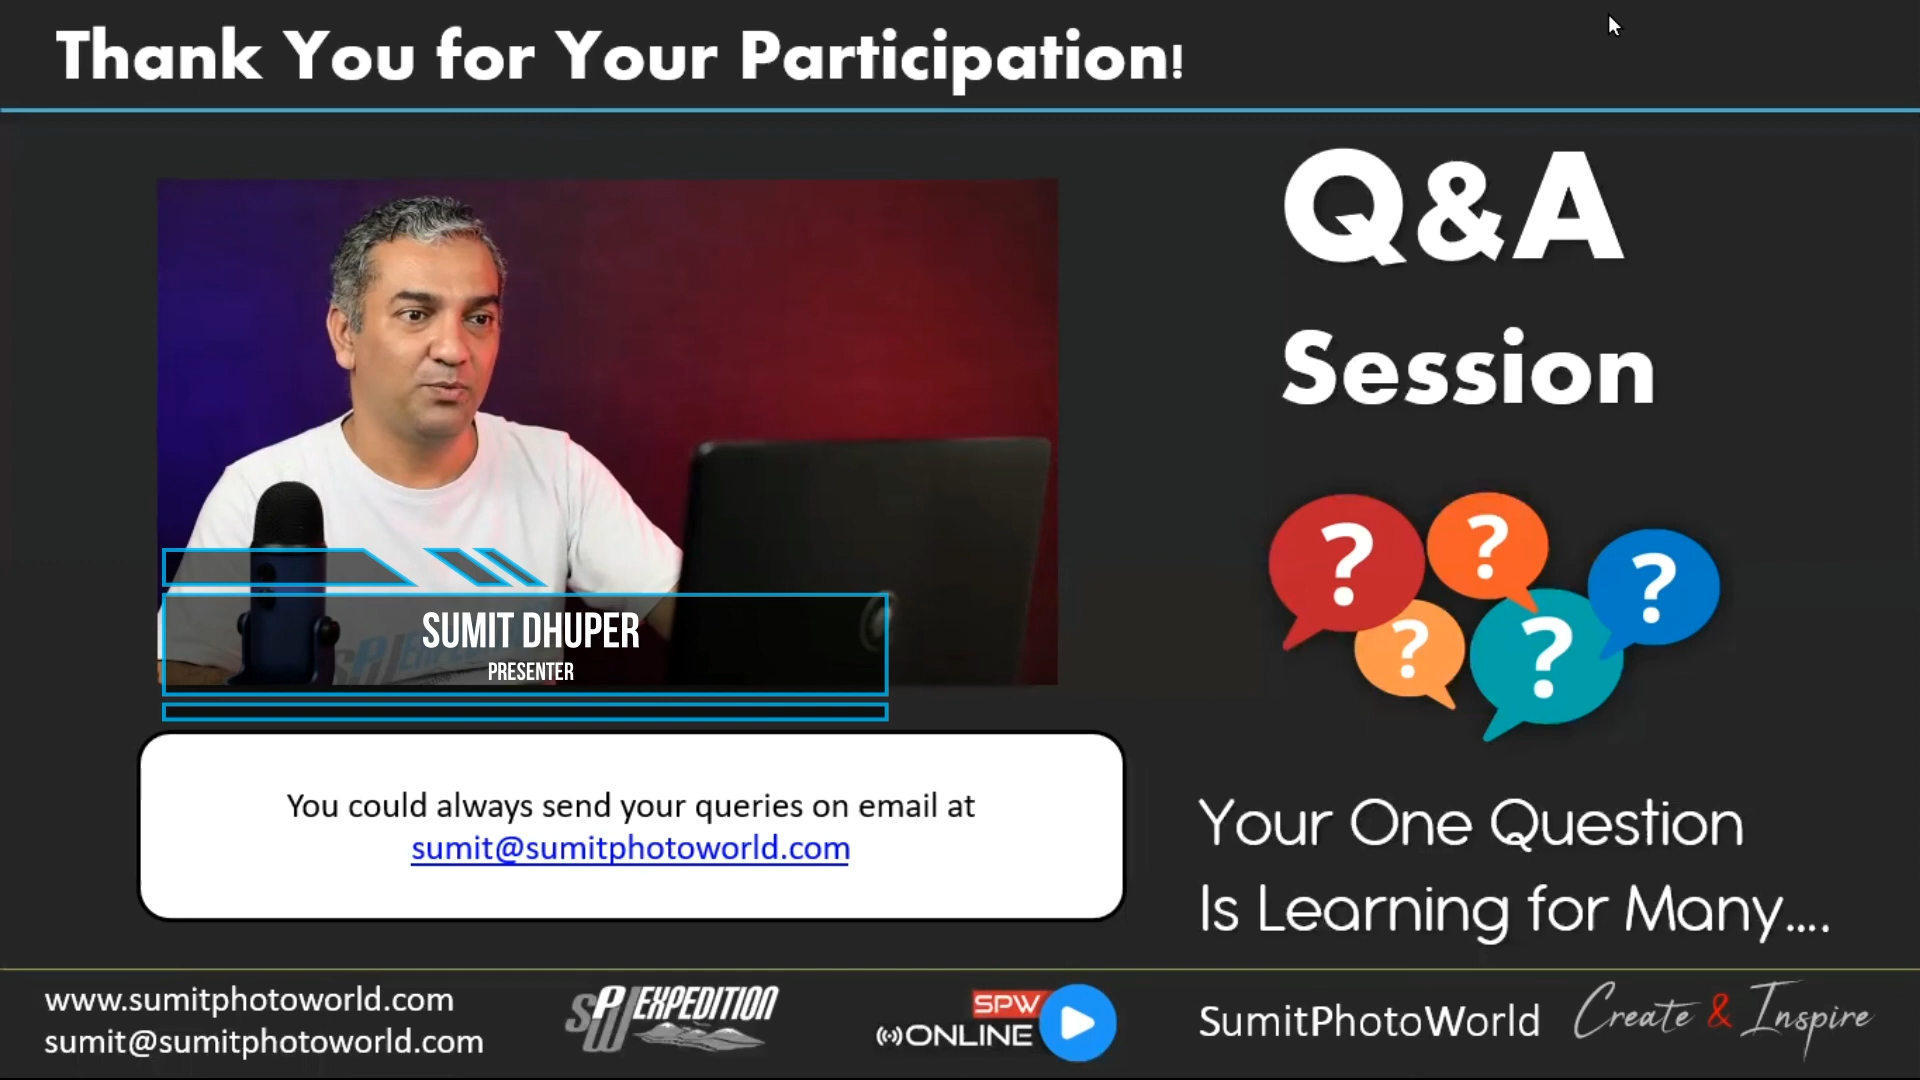 Thank You for Your Participation!
Q&A
Session
SUMIT DHUPER
PRESENTER
? ? ? ? ?
You could always send your queries on email at
sumit@sumitphotoworld.com
Your One Question
Is Learning for Many....
www.sumitphotoworld.com
sumit@sumitphotoworld.com
SPW EXPEDITION
SPW
ONLINE
SumitPhotoWorld
Create & Inspire